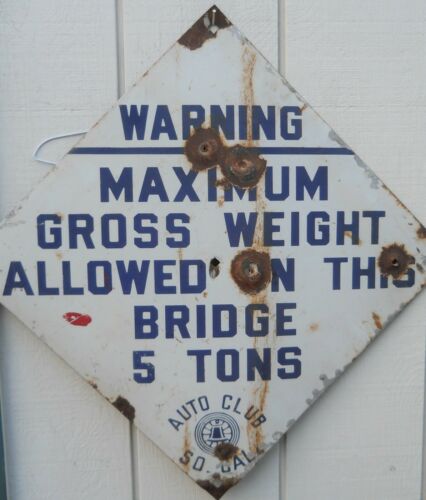 WARNING
MAXIMUM
GROSS WEIGHT
ALLOWED ON THIS
BRIDGE
5 TONS
AUTO CLUB
SO. CAL.